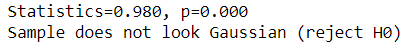 Statistics=0.980, p=0.000
Sample does not look Gaussian (reject H0)